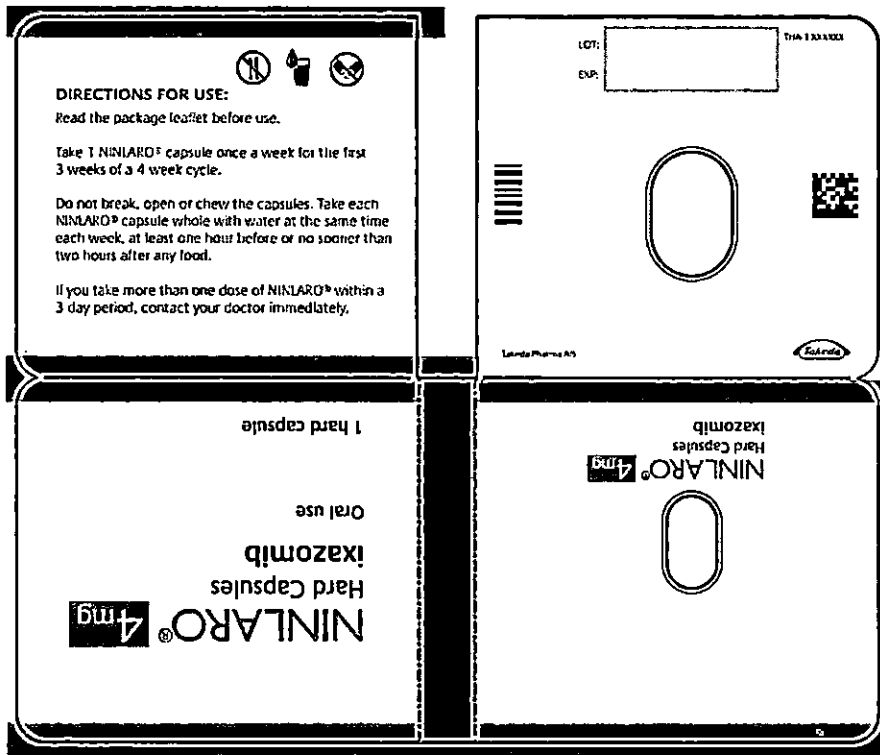 DIRECTIONS FOR USE:
Read the package leaflet before use.
Take 1 NINLARO® capsule once a week for the first
3 weeks of a 4 week cycle.
Do not break, open or chew the capsules. Take each
NINLARO® capsule whole with water at the same time
each week, at least one hour before or no sooner than
two hours after any food.
If you take more than one dose of NINLARO® within a
3 day period, contact your doctor immediately.
LOT:
EXP:
Takeda Pharma A/S
Takeda
NINLARO® 4mg
Hard Capsules
ixazomib
Oral use
1 hard capsule
NINLARO® 4mg
Hard Capsules
ixazomib